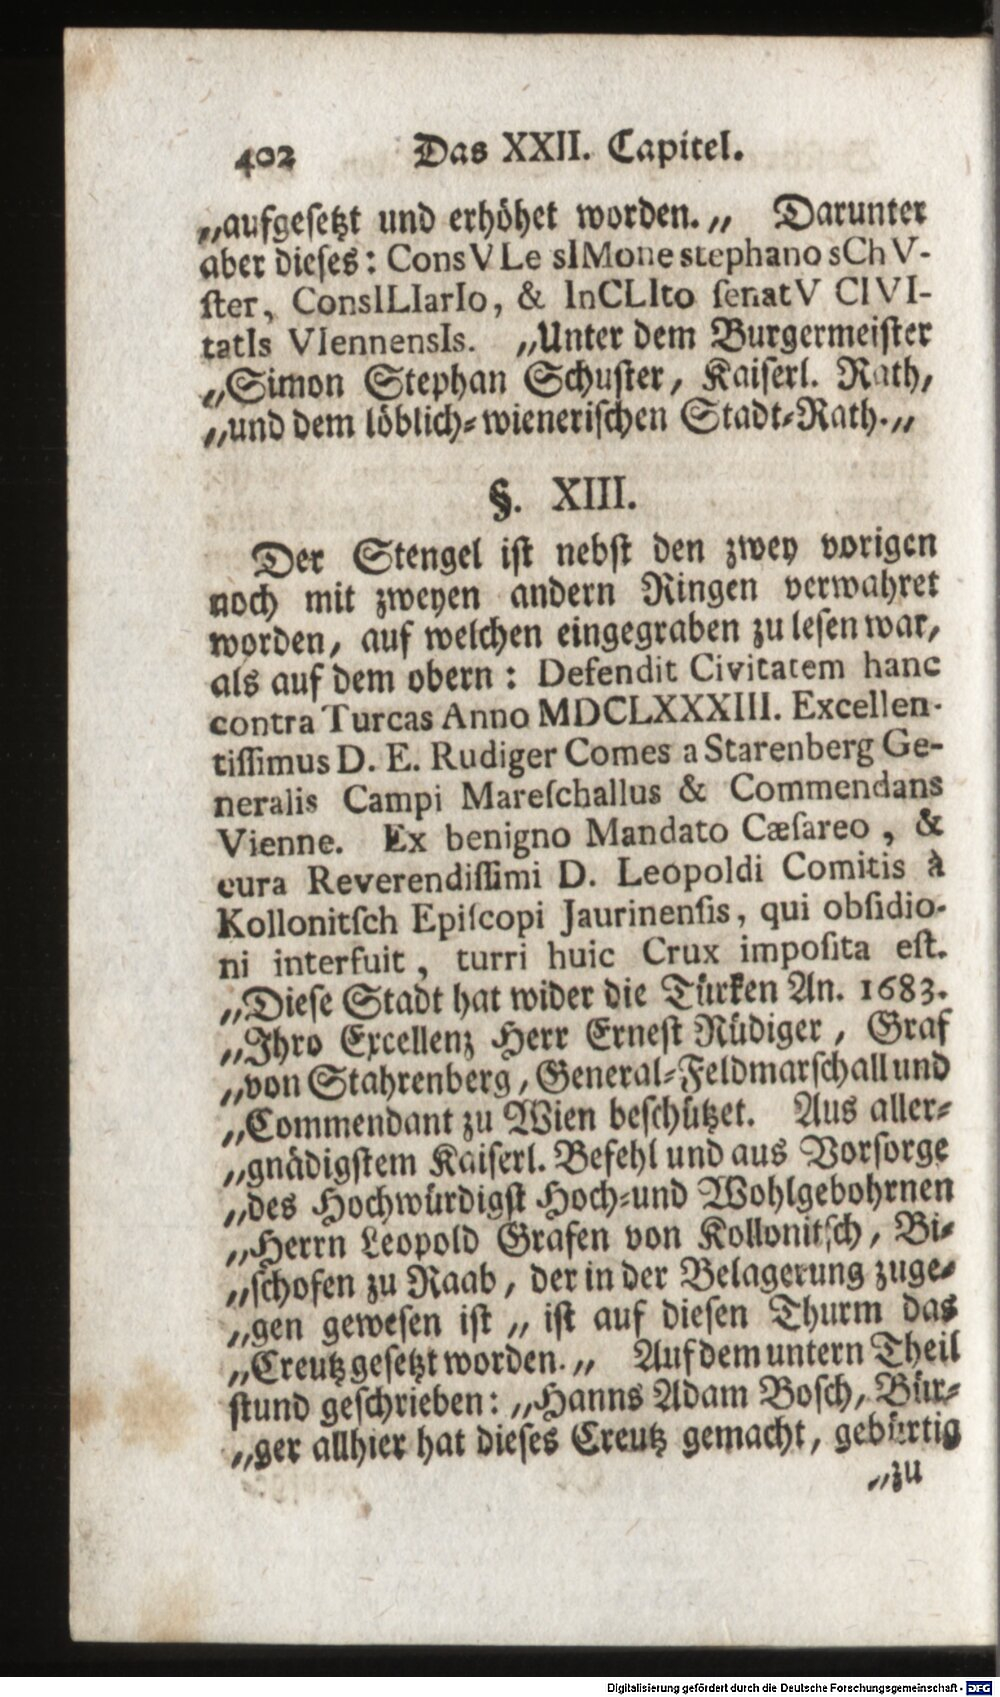 402 Das XXII. Capitel.
„aufgesetzt und erhöhet worden.„ Darunter
aber dieses: ConsVLe sIMone stephano sChV-
ſter, ConsILIarIo, & InCLIto ſenatV CIVI-
tatIs VIennensIs. „Unter dem Burgermeiſter
„Simon Stephan Schuſter, Kaiſerl. Rath,
„und dem löblich-wieneriſchen Stadt-Rath.„
§. XIII.
Der Stengel iſt nebſt den zwey vorigen
noch mit zweyen andern Ringen verwahret
worden, auf welchen eingegraben zu leſen war,
als auf dem obern: Defendit Civitatem hanc
contra Turcas Anno MDCLXXXIII. Excellen-
tiſſimus D. E. Rudiger Comes a Starenberg Ge-
neralis Campi Mareſchallus & Commendans
Vienne. Ex benigno Mandato Cæſareo, &
cura Reverendiſſimi D. Leopoldi Comitis à
Kollonitſch Epiſcopi Jaurinenſis, qui obſidio-
ni interfuit, turri huic Crux impoſita eſt.
„Dieſe Stadt hat wider die Türken An. 1683.
„Ihro Excellenz Herr Erneſt Rüdiger, Graf
„von Stahrenberg, General-Feldmarſchall und
„Commendant zu Wien beſchützet. Aus aller-
„gnädigſtem Kaiſerl. Befehl und aus Vorſorge
„des Hochwürdigſt Hoch-und Wohlgebohrnen
„Herrn Leopold Grafen von Kollonitſch, Bi-
„ſchofen zu Raab, der in der Belagerung zuge-
„gen geweſen iſt „ iſt auf dieſen Thurm das
„Creutz geſetzt worden.„ Auf dem untern Theil
ſtund geſchrieben: „Hanns Adam Boſch, Bür-
„ger allhier hat dieſes Creutz gemacht, gebürtig
„zu
Digitalisierung gefördert durch die Deutsche Forschungsgemeinschaft - DFG